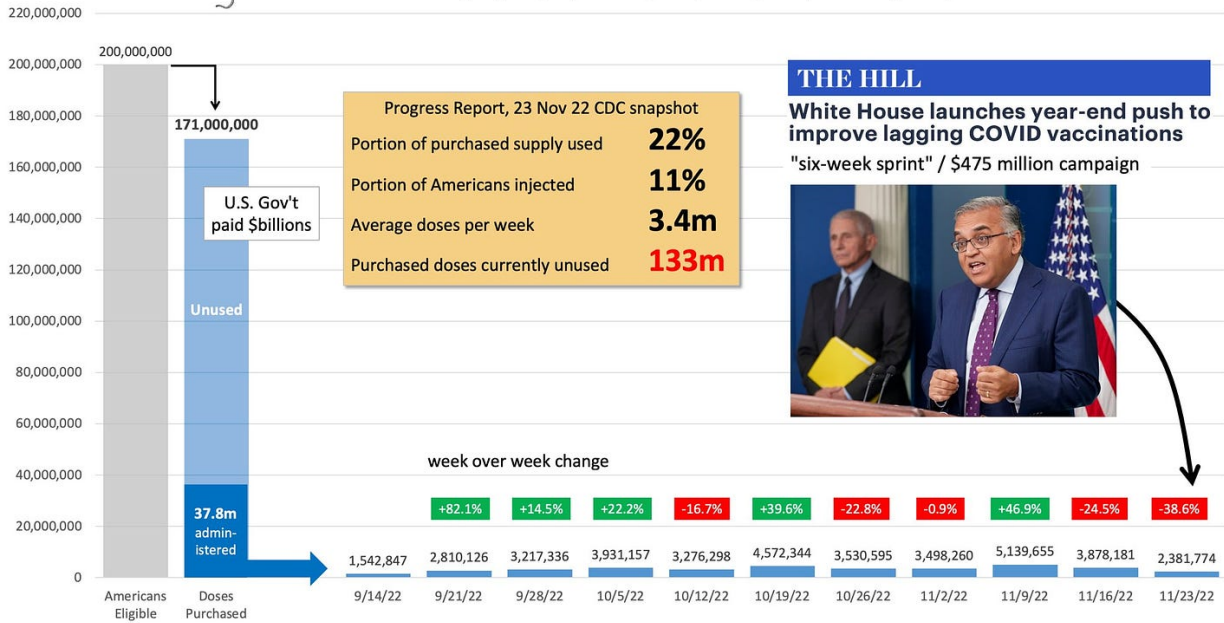 220,000,000
200,000,000
180,000,000
160,000,000
140,000,000
120,000,000
100,000,000
80,000,000
60,000,000
40,000,000
20,000,000
0
200,000,000
171,000,000
U.S. Gov't
paid $billions
Unused
37.8m
admin-
istered
Progress Report, 23 Nov 22 CDC snapshot
Portion of purchased supply used 22%
Portion of Americans injected 11%
Average doses per week 3.4m
Purchased doses currently unused 133m
THE HILL
White House launches year-end push to
improve lagging COVID vaccinations
"six-week sprint" / $475 million campaign
week over week change
+82.1% +14.5% +22.2% -16.7% +39.6% -22.8% -0.9% +46.9% -24.5% -38.6%
1,542,847 2,810,126 3,217,336 3,931,157 3,276,298 4,572,344 3,530,595 3,498,260 5,139,655 3,878,181 2,381,774
Americans
Eligible
Doses
Purchased
9/14/22 9/21/22 9/28/22 10/5/22 10/12/22 10/19/22 10/26/22 11/2/22 11/9/22 11/16/22 11/23/22